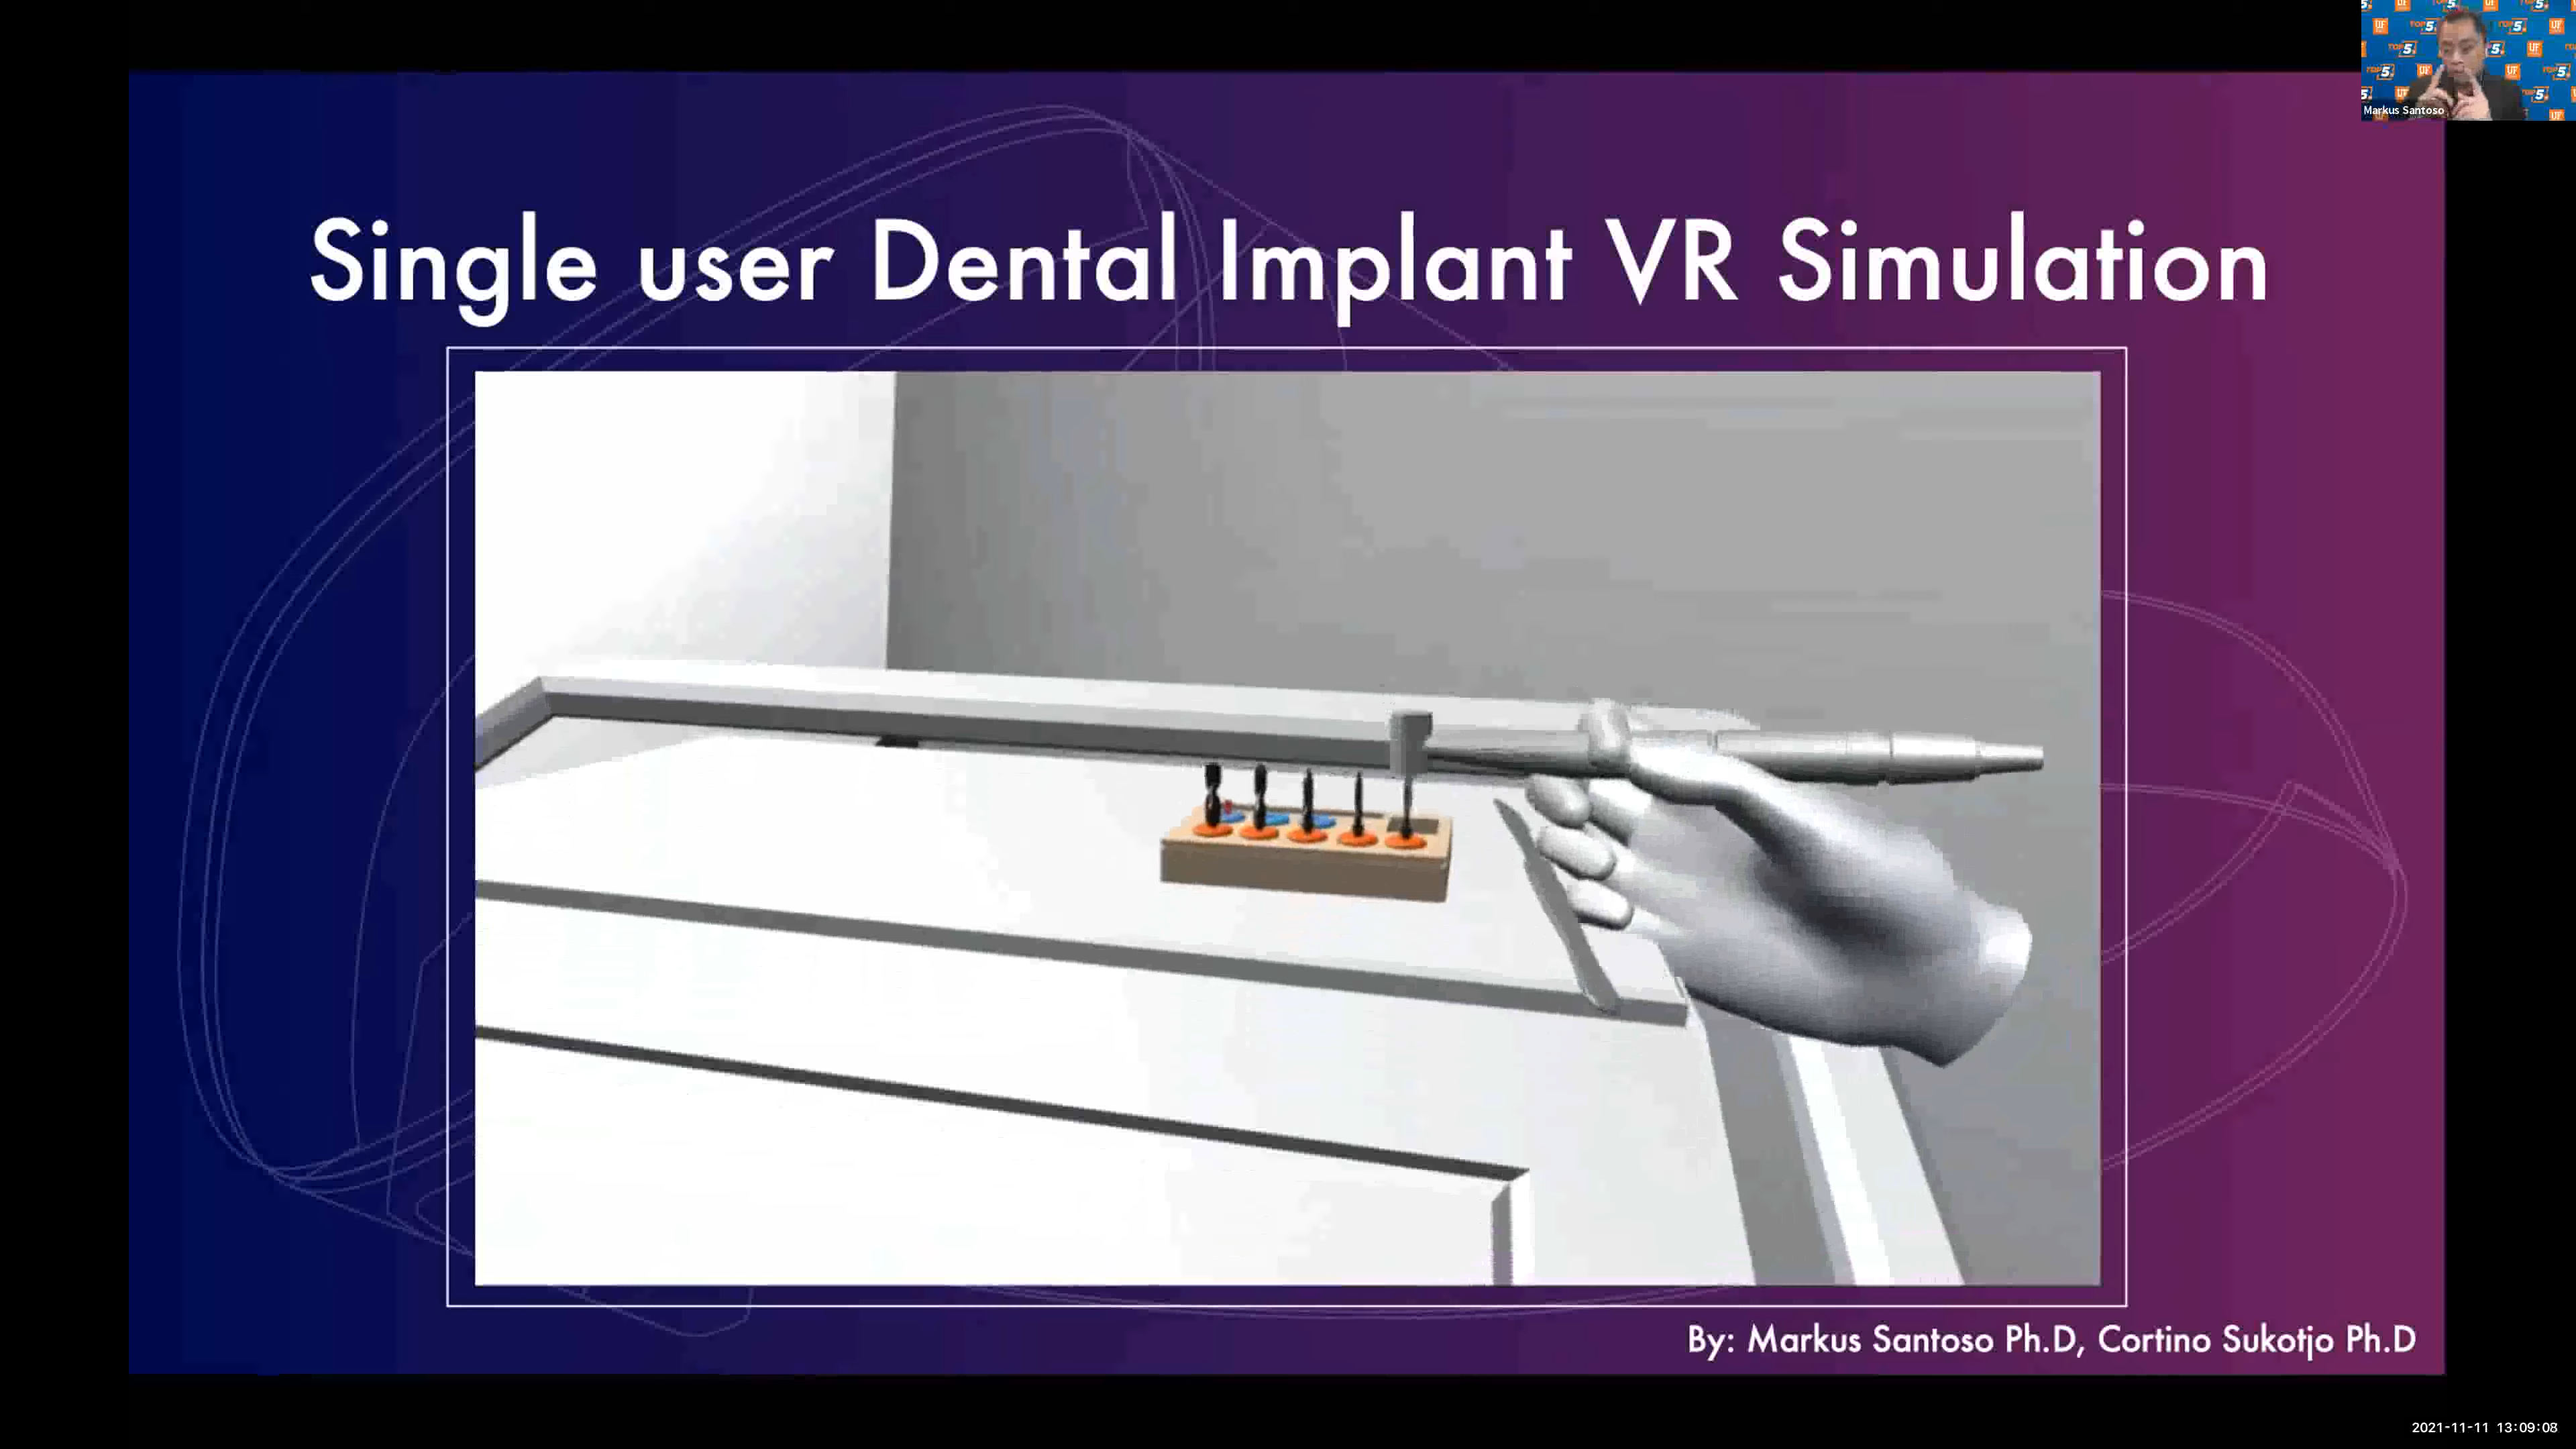 Markus Santoso
Single user Dental Implant VR Simulation
By: Markus Santoso Ph.D, Cortino Sukotjo Ph.D
2021-11-11 13:09:08